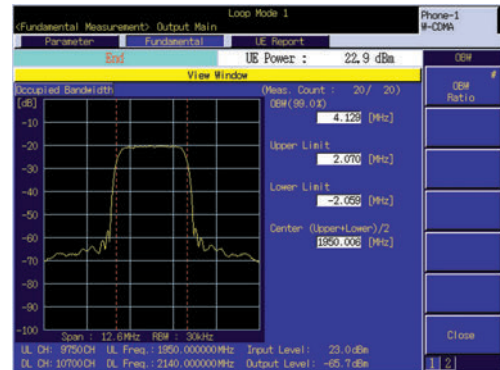 Loop Mode 1
<Fundamental Measurement> Output Main
Phone-1
W-CDMA
Parameter Fundamental UE Report
End UE Power : 22.9 dBm OBW
View Window
Occupied Bandwidth (Meas. Count : 20/ 20)
[dB]
OBW(99.0%)
4.128 [MHz]
Upper Limit
2.070 [MHz]
Lower Limit
-2.059 [MHz]
Center (Upper+Lower)/2
1950.006 [MHz]
-10
-20
-30
-40
-50
-60
-70
-80
-90
-100
Span : 12.6MHz RBW : 30kHz
UL CH: 9750CH UL Freq.: 1950.000000MHz Input Level: 23.0dBm
DL CH: 10700CH DL Freq.: 2140.000000MHz Output Level: -65.7dBm
#
OBW
Ratio
Close
1 2